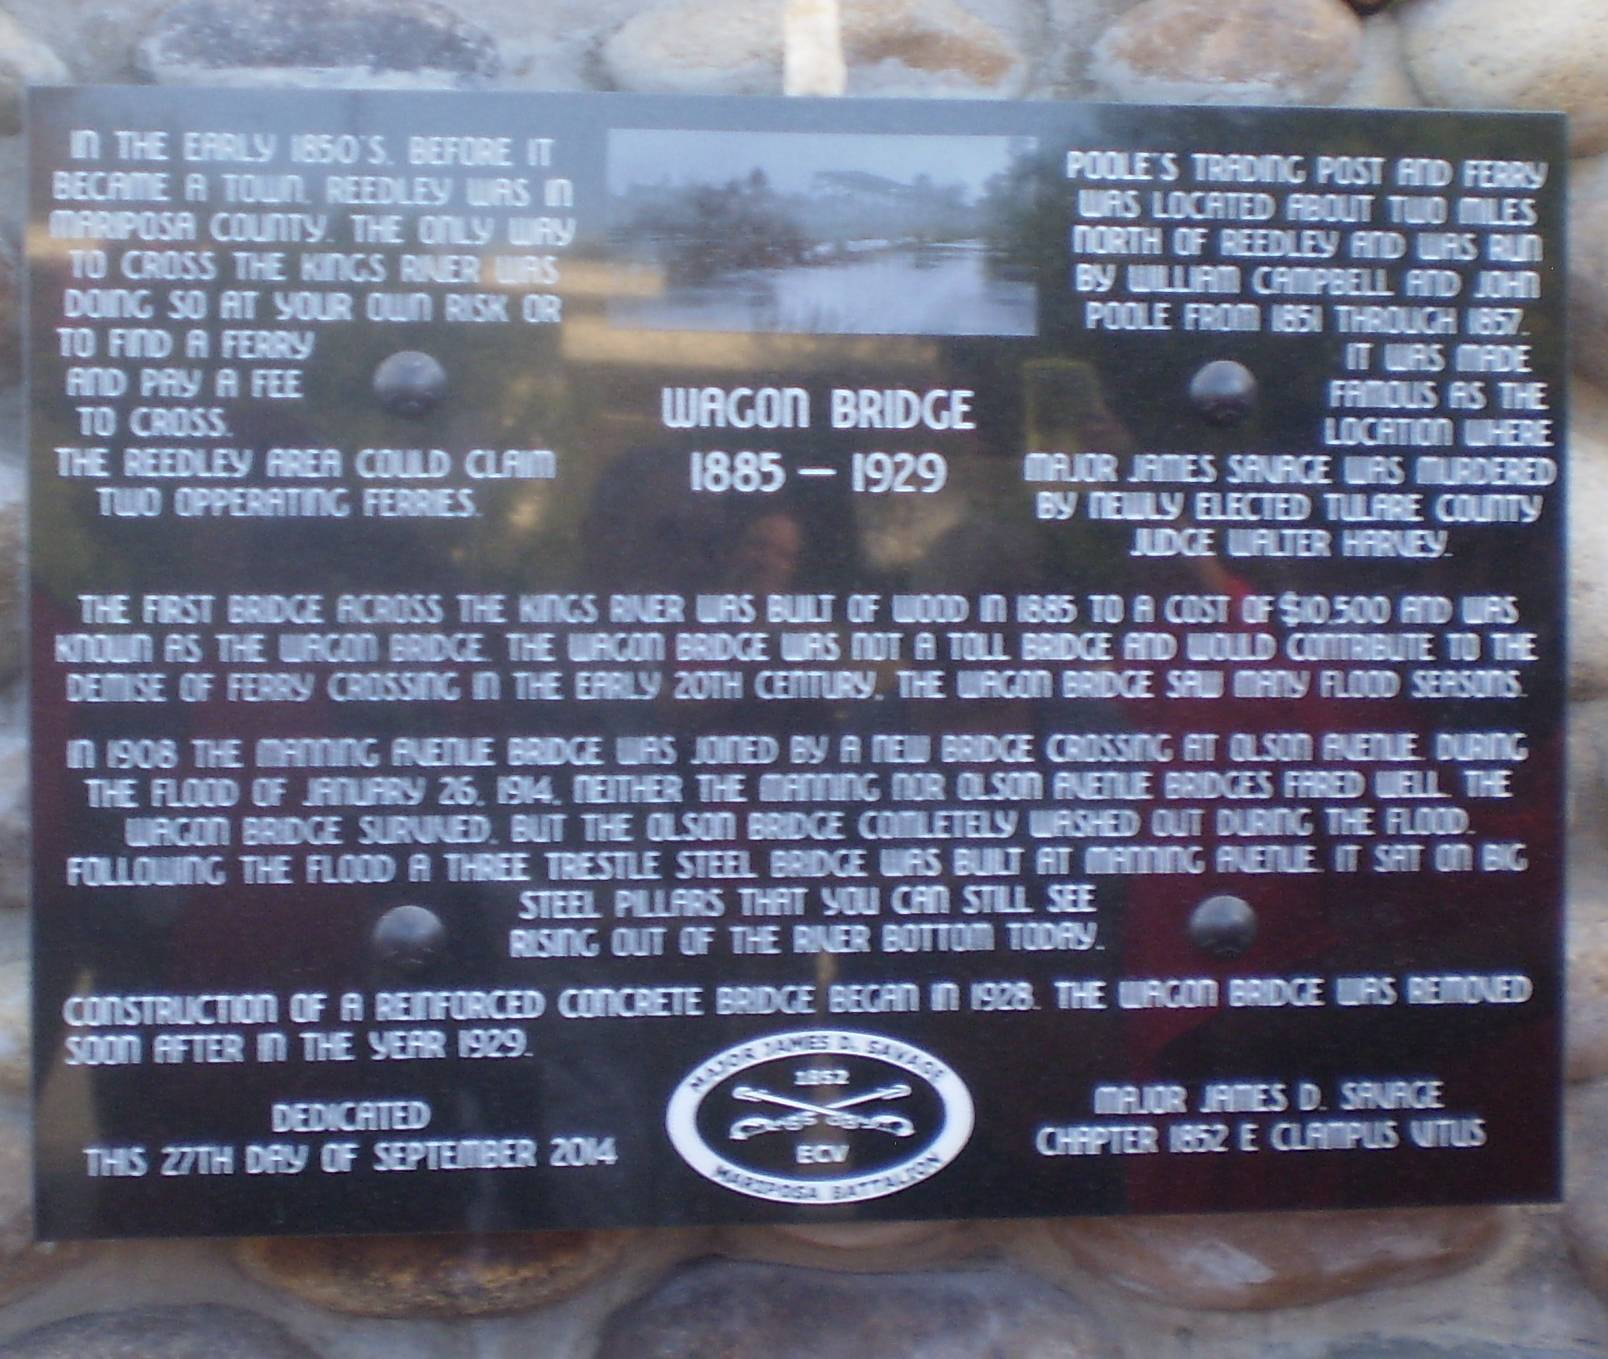 IN THE EARLY 1850'S, BEFORE IT
BECAME A TOWN, REEDLEY WAS IN
MARIPOSA COUNTY. THE ONLY WAY
TO CROSS THE KINGS RIVER WAS
DOING SO AT YOUR OWN RISK OR
TO FIND A FERRY
AND PAY A FEE
TO CROSS.
THE REEDLEY AREA COULD CLAIM
TWO OPPERATING FERRIES.
WAGON BRIDGE
1885 – 1929
POOLE'S TRADING POST AND FERRY
WAS LOCATED ABOUT TWO MILES
NORTH OF REEDLEY AND WAS RUN
BY WILLIAM CAMPBELL AND JOHN
POOLE FROM 1851 THROUGH 1857.
IT WAS MADE
FAMOUS AS THE
LOCATION WHERE
MAJOR JAMES SAVAGE WAS MURDERED
BY NEWLY ELECTED TULARE COUNTY
JUDGE WALTER HARVEY.
THE FIRST BRIDGE ACROSS THE KINGS RIVER WAS BUILT OF WOOD IN 1885 TO A COST OF $10,500 AND WAS
KNOWN AS THE WAGON BRIDGE. THE WAGON BRIDGE WAS NOT A TOLL BRIDGE AND WOULD CONTRIBUTE TO THE
DEMISE OF FERRY CROSSING IN THE EARLY 20TH CENTURY. THE WAGON BRIDGE SAW MANY FLOOD SEASONS.
IN 1908 THE MANNING AVENUE BRIDGE WAS JOINED BY A NEW BRIDGE CROSSING AT OLSON AVENUE. DURING
THE FLOOD OF JANUARY 26, 1914, NEITHER THE MANNING NOR OLSON AVENUE BRIDGES FARED WELL. THE
WAGON BRIDGE SURVIVED, BUT THE OLSON BRIDGE COMLETELY WASHED OUT DURING THE FLOOD.
FOLLOWING THE FLOOD A THREE TRESTLE STEEL BRIDGE WAS BUILT AT MANNING AVENUE. IT SAT ON BIG
STEEL PILLARS THAT YOU CAN STILL SEE
RISING OUT OF THE RIVER BOTTOM TODAY.
CONSTRUCTION OF A REINFORCED CONCRETE BRIDGE BEGAN IN 1928. THE WAGON BRIDGE WAS REMOVED
SOON AFTER IN THE YEAR 1929.
DEDICATED
THIS 27TH DAY OF SEPTEMBER 2014
MAJOR JAMES D. SAVAGE
1852
ECV
MARIPOSA BATTALION
MAJOR JAMES D. SAVAGE
CHAPTER 1852 E CLAMPUS VITUS